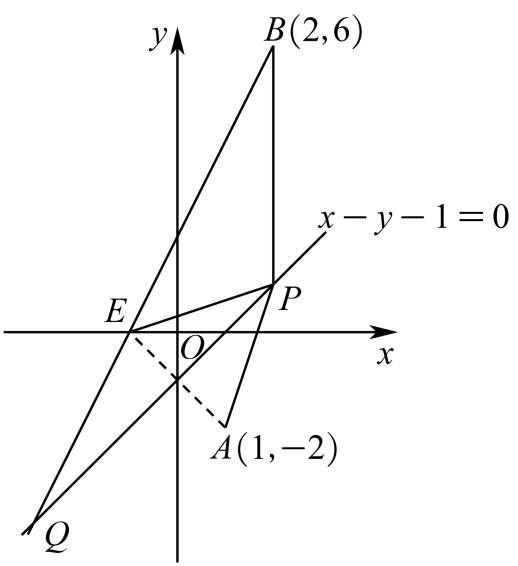 y
B(2,6)
x−y−1=0
E
P
O
x
A(1,−2)
Q